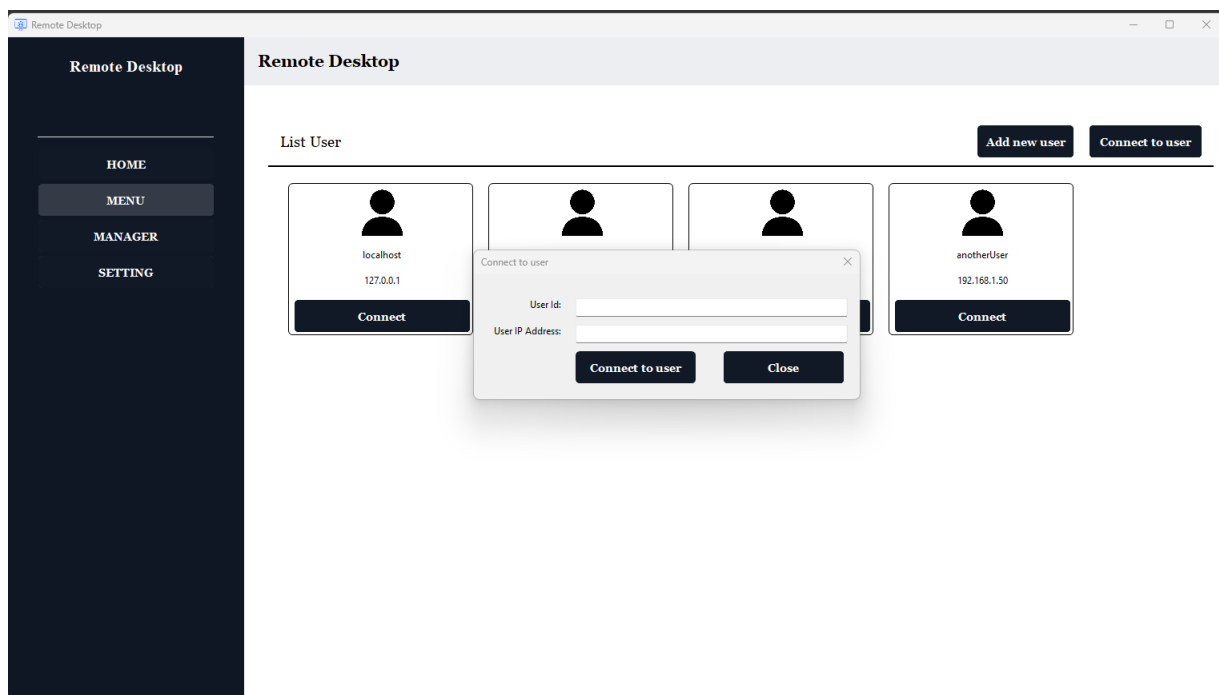 Remote Desktop
Remote Desktop
Remote Desktop
HOME
MENU
MANAGER
SETTING
List User
Add new user
Connect to user
localhost
127.0.0.1
Connect
anotherUser
192.168.1.50
Connect
Connect to user
User Id:
User IP Address:
Connect to user
Close